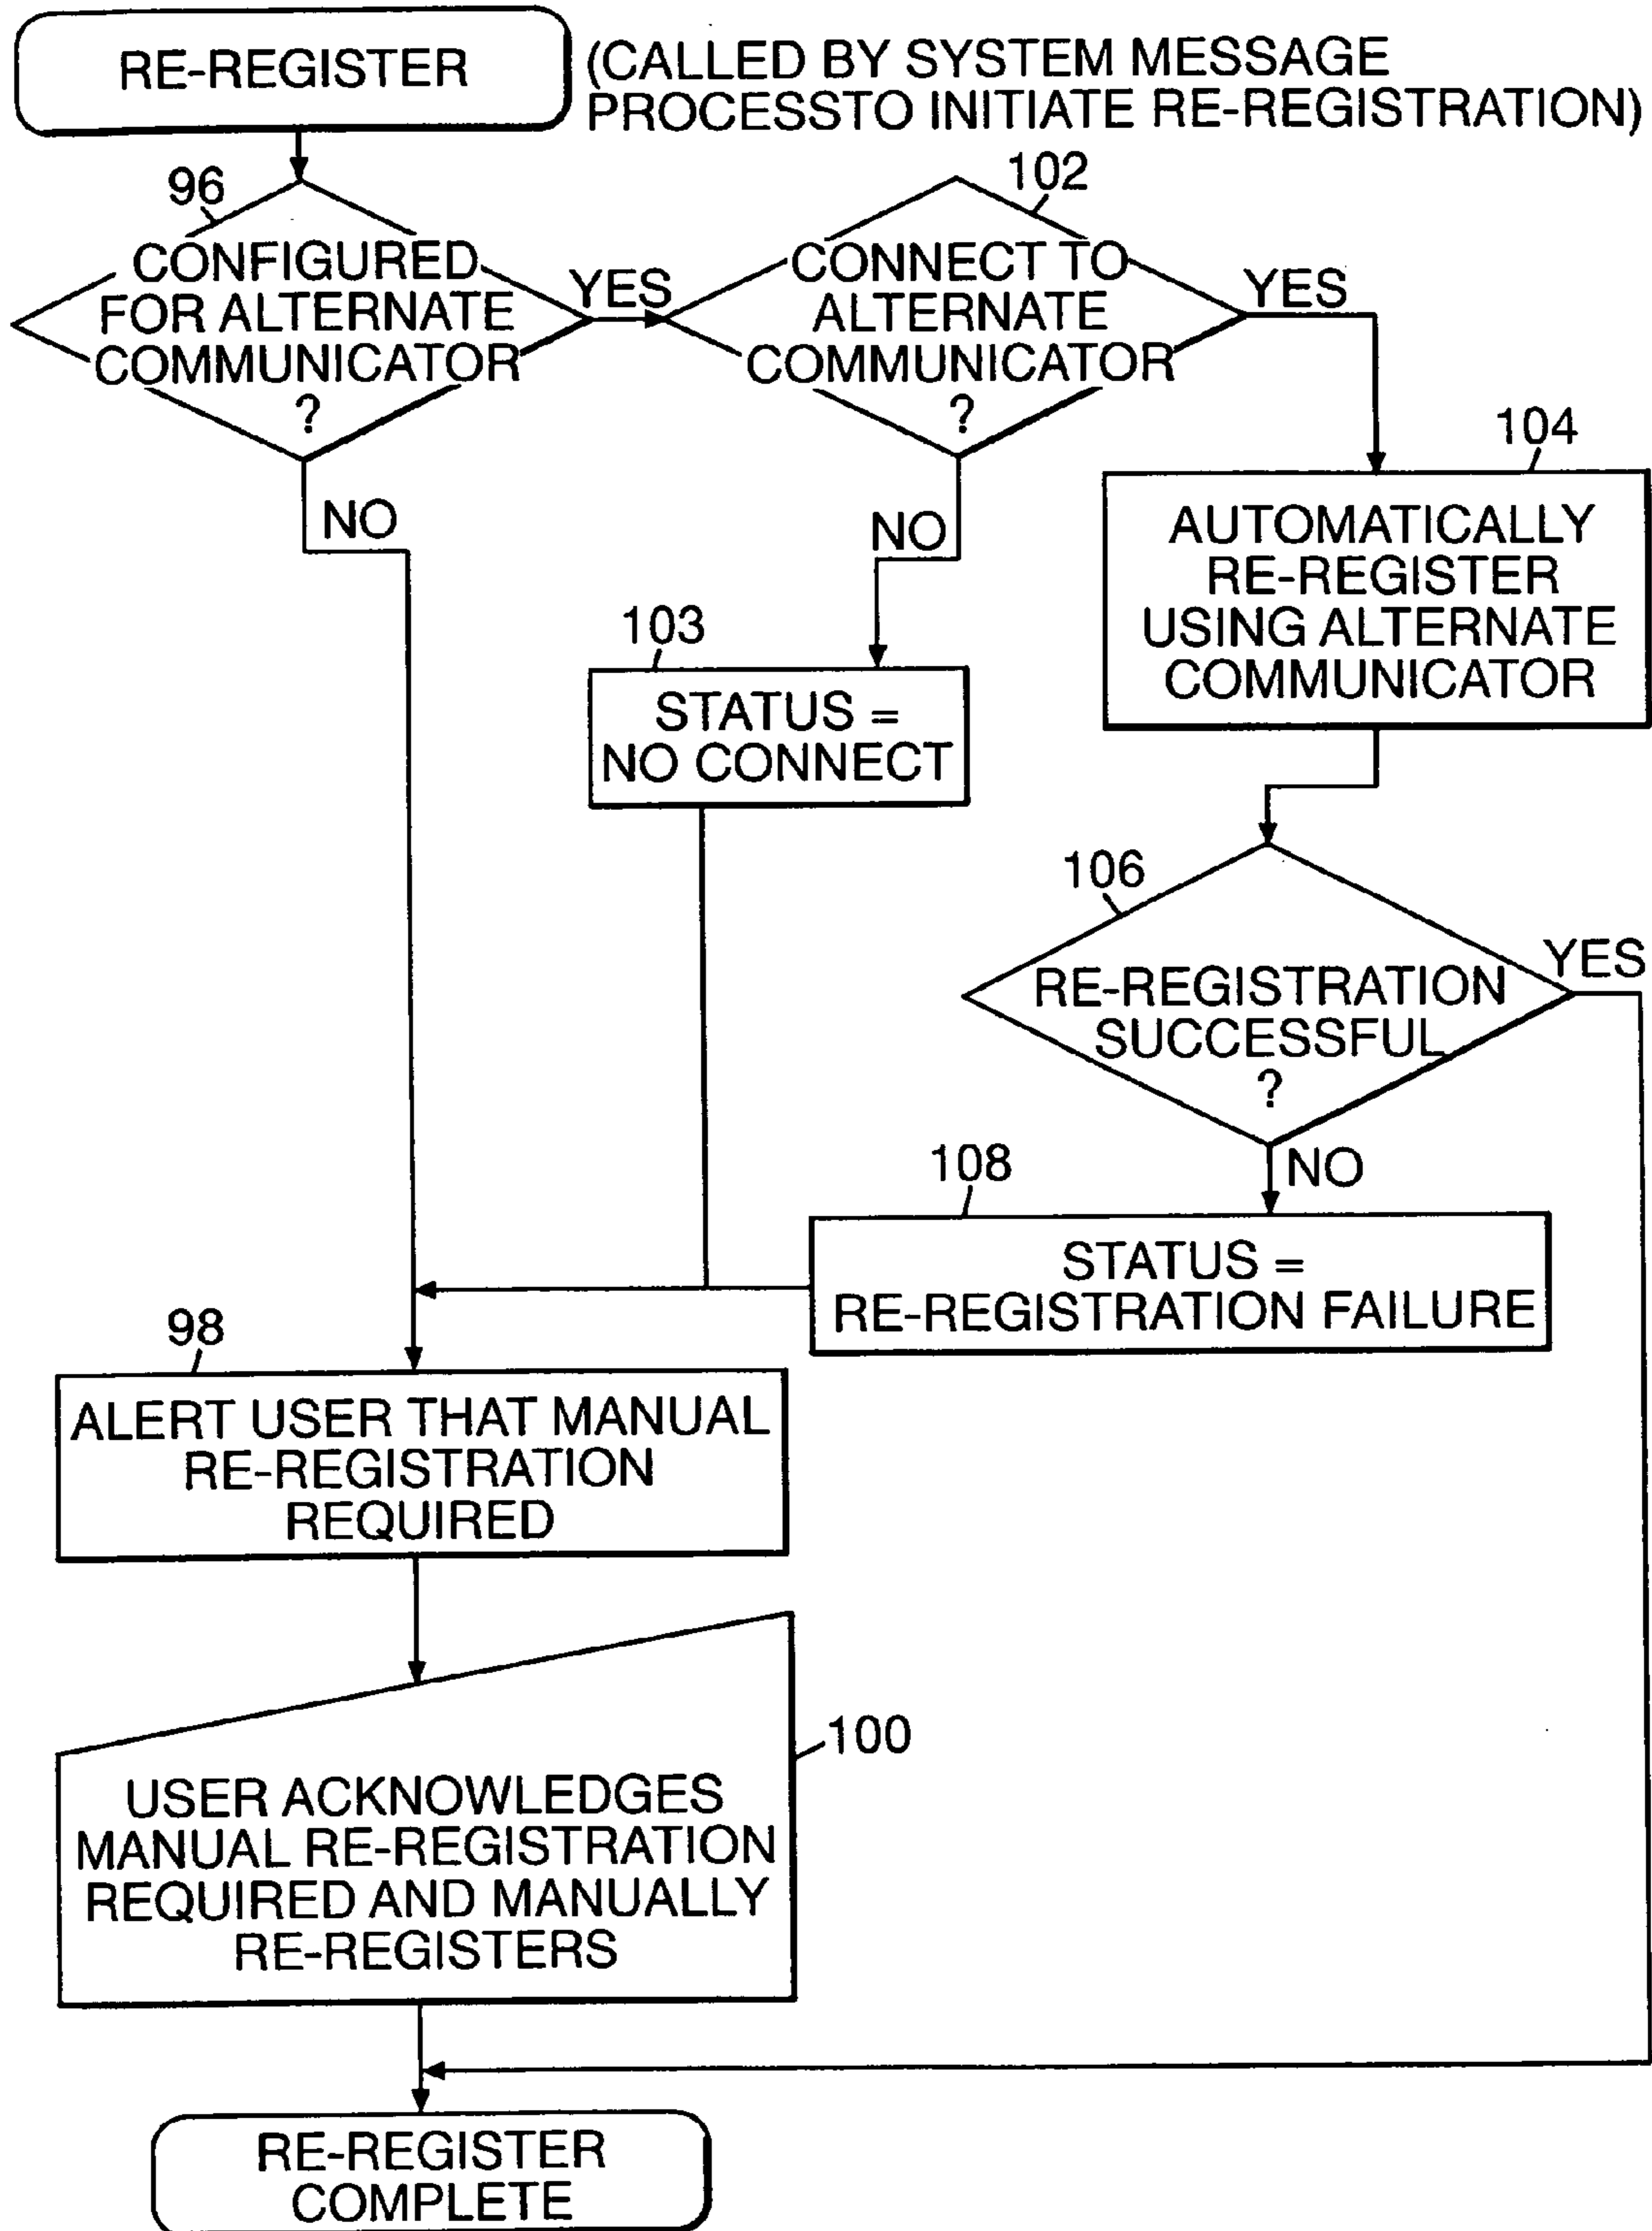 RE-REGISTER
(CALLED BY SYSTEM MESSAGE
PROCESSTO INITIATE RE-REGISTRATION)
96
CONFIGURED
FOR ALTERNATE
COMMUNICATOR
?
YES
NO
102
CONNECT TO
ALTERNATE
COMMUNICATOR
?
YES
NO
103
STATUS =
NO CONNECT
104
AUTOMATICALLY
RE-REGISTER
USING ALTERNATE
COMMUNICATOR
106
RE-REGISTRATION
SUCCESSFUL
?
YES
NO
108
STATUS =
RE-REGISTRATION FAILURE
98
ALERT USER THAT MANUAL
RE-REGISTRATION
REQUIRED
100
USER ACKNOWLEDGES
MANUAL RE-REGISTRATION
REQUIRED AND MANUALLY
RE-REGISTERS
RE-REGISTER
COMPLETE